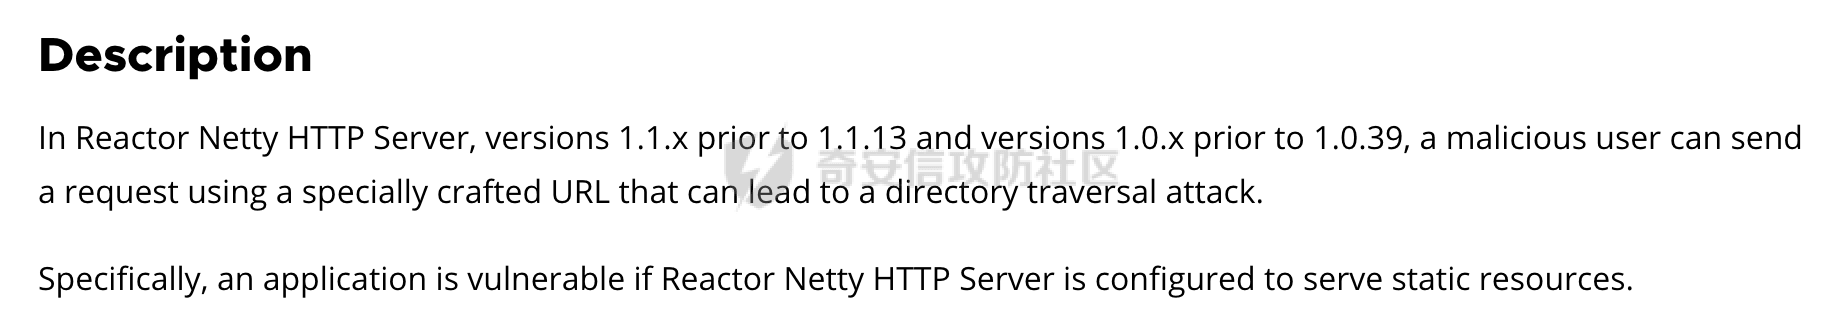 Description
In Reactor Netty HTTP Server, versions 1.1.x prior to 1.1.13 and versions 1.0.x prior to 1.0.39, a malicious user can send
a request using a specially crafted URL that can lead to a directory traversal attack.
奇安信攻防社区
Specifically, an application is vulnerable if Reactor Netty HTTP Server is configured to serve static resources.